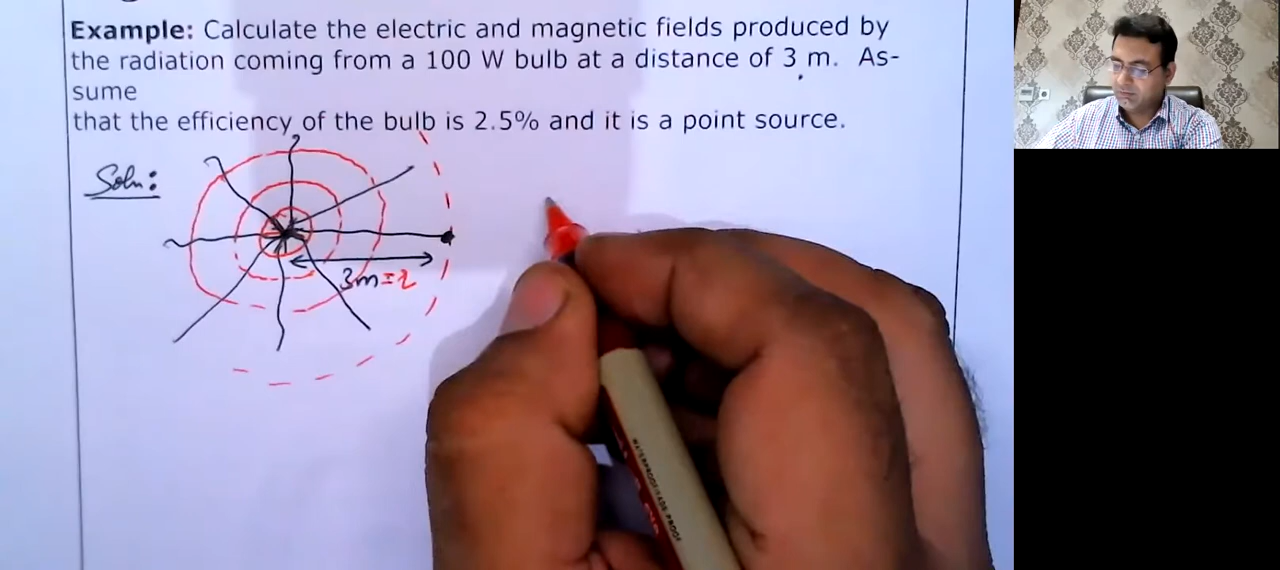 Example: Calculate the electric and magnetic fields produced by
the radiation coming from a 100 W bulb at a distance of 3 m. As-
sume
that the efficiency of the bulb is 2.5% and it is a point source.
Soln:
3m=r